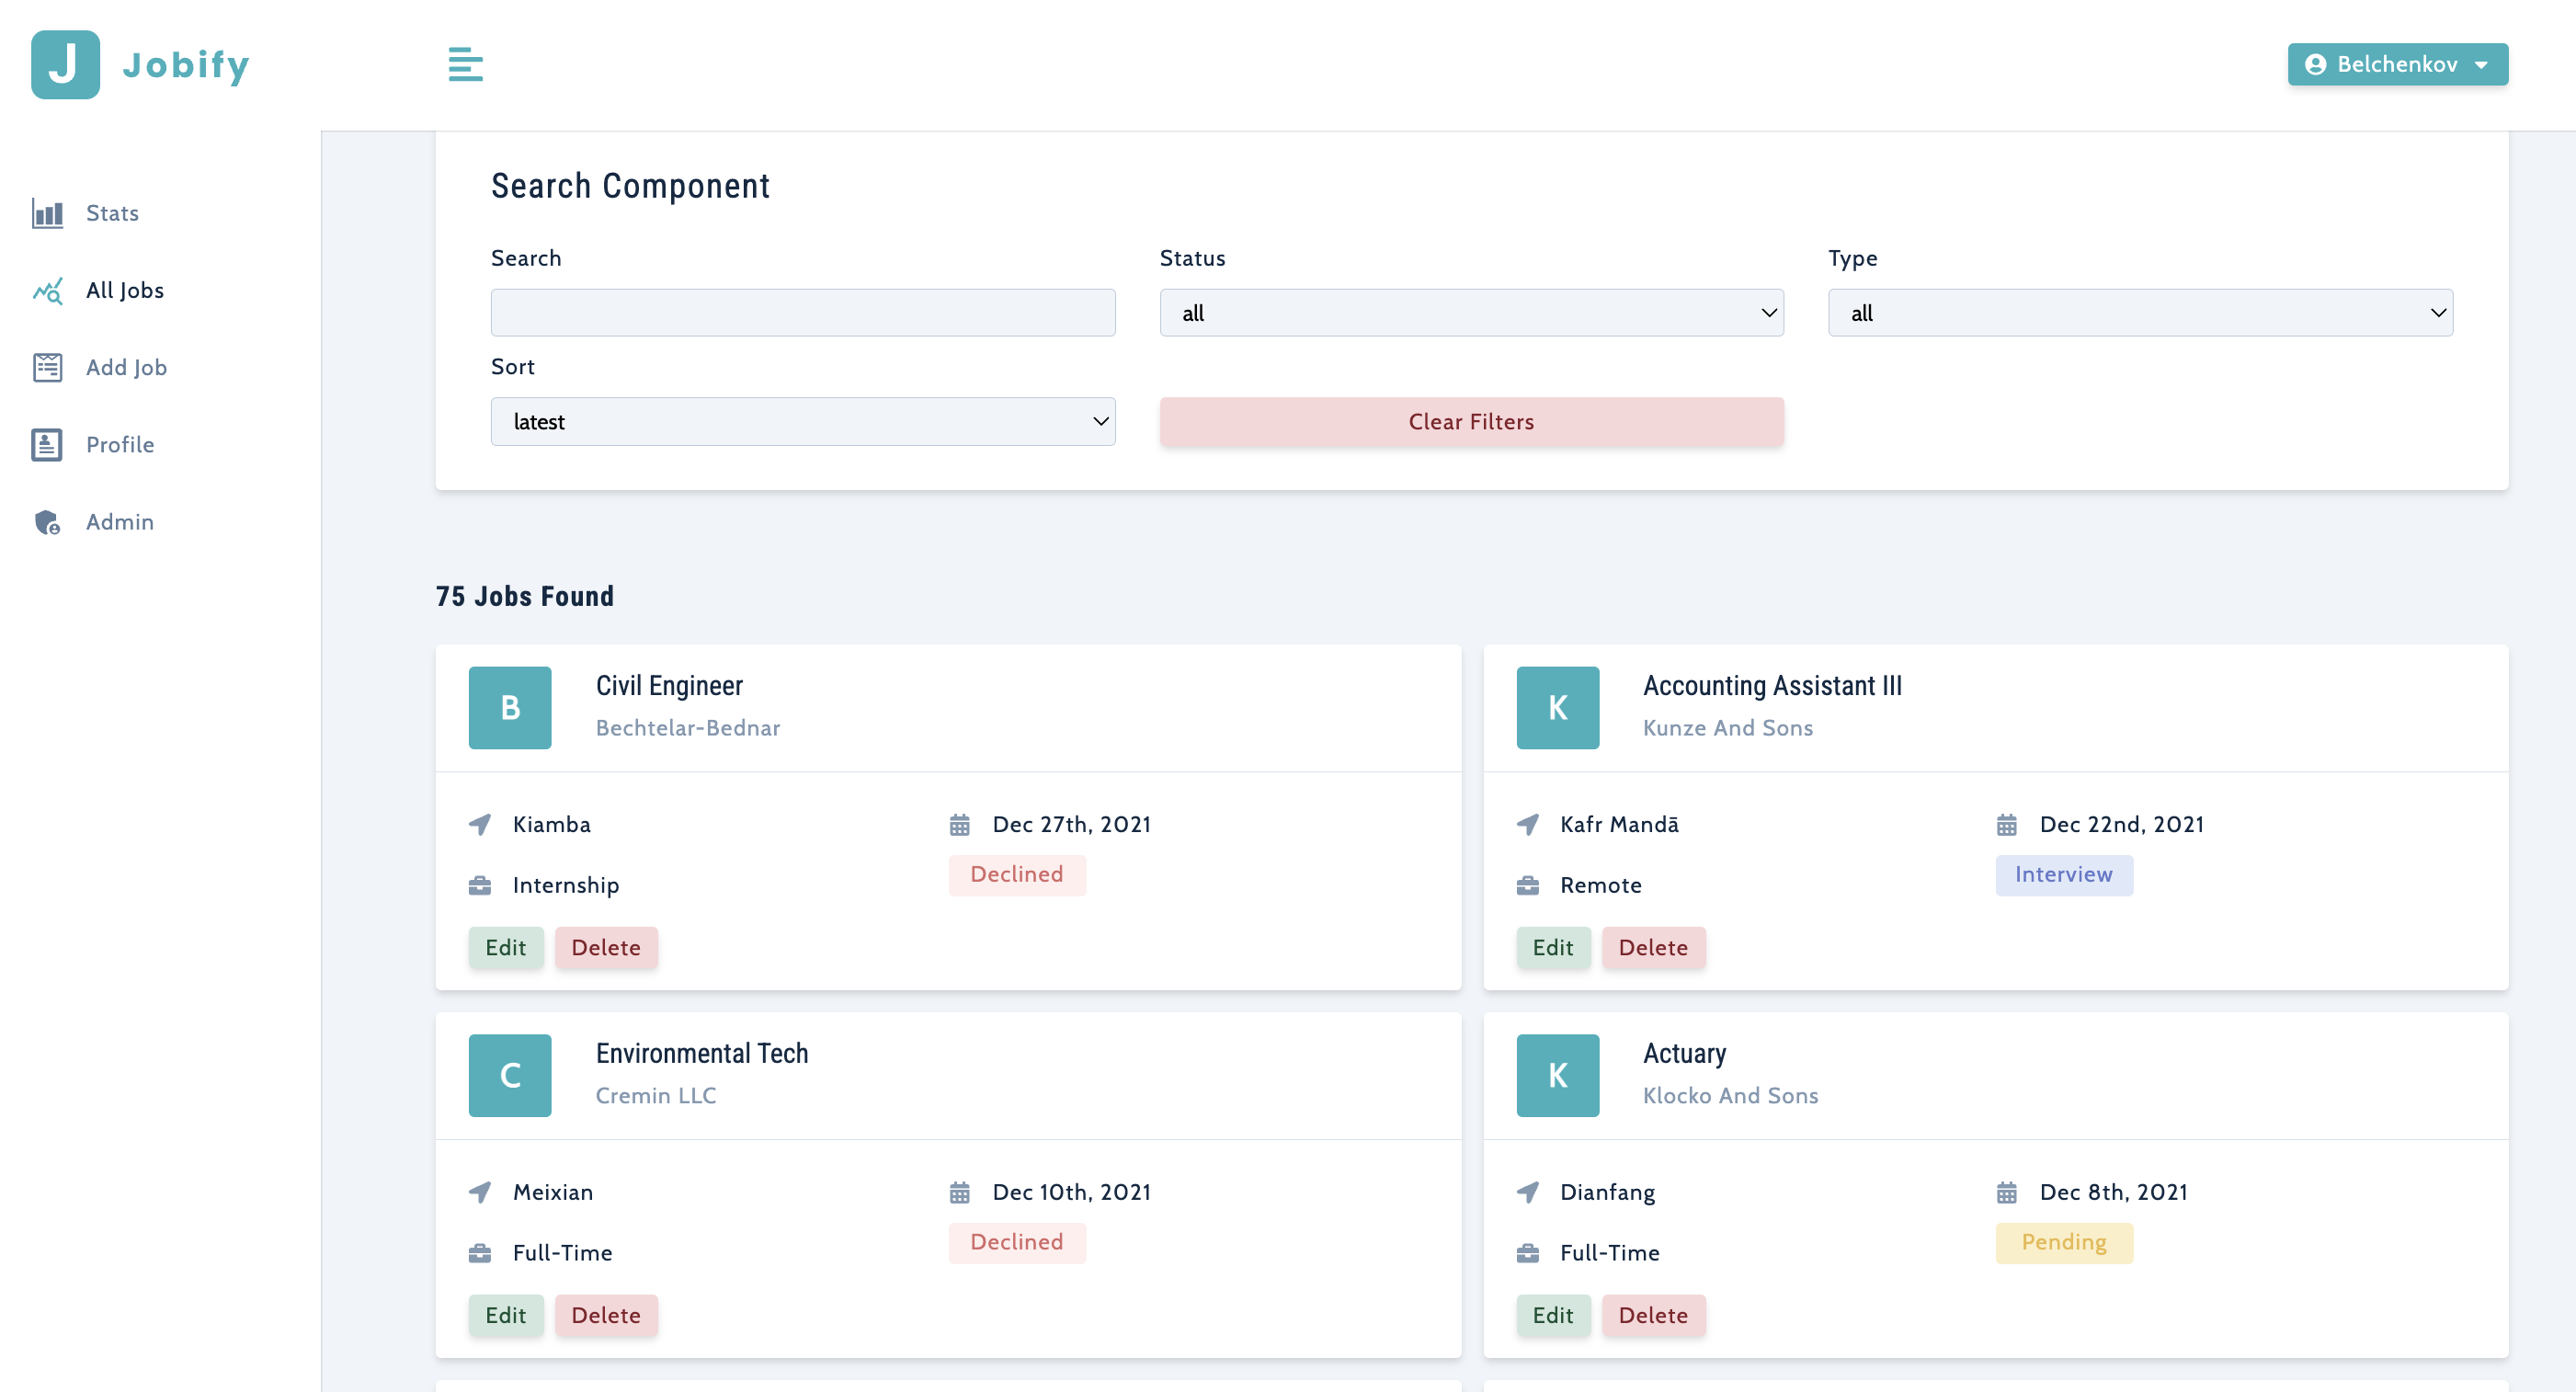 J Jobify
Belchenkov
Stats
All Jobs
Add Job
Profile
Admin
Search Component
Search
Status
Type
all
all
Sort
latest
Clear Filters
75 Jobs Found
B
Civil Engineer
Bechtelar-Bednar
Kiamba
Dec 27th, 2021
Internship
Declined
Edit
Delete
K
Accounting Assistant III
Kunze And Sons
Kafr Mandā
Dec 22nd, 2021
Remote
Interview
Edit
Delete
C
Environmental Tech
Cremin LLC
Meixian
Dec 10th, 2021
Full-Time
Declined
Edit
Delete
K
Actuary
Klocko And Sons
Dianfang
Dec 8th, 2021
Full-Time
Pending
Edit
Delete